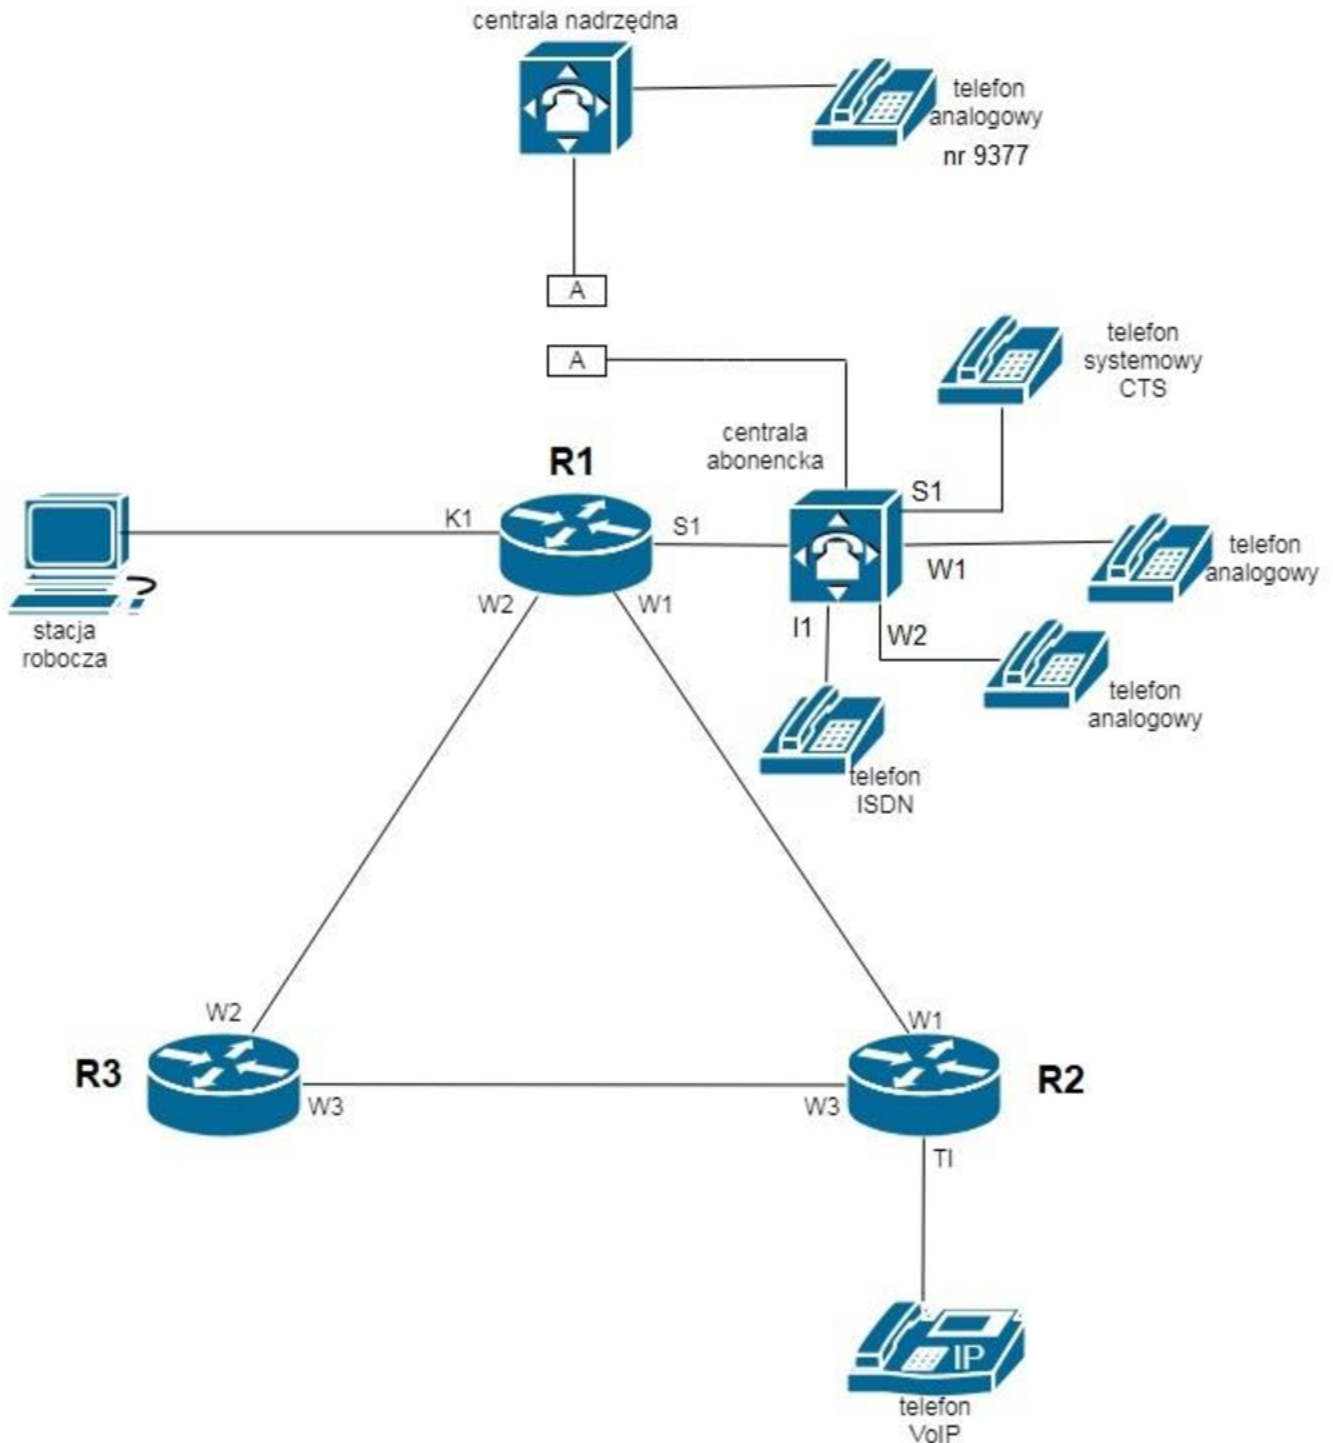 centrala nadrzędna
telefon
analogowy
nr 9377
A
A
telefon
systemowy
CTS
centrala
abonencka
R1
S1
K1
S1
telefon
analogowy
W1
W2
W1
I1
W2
stacja
robocza
telefon
analogowy
telefon
ISDN
W2
W1
R3
R2
W3
W3
TI
IP
telefon
VoIP